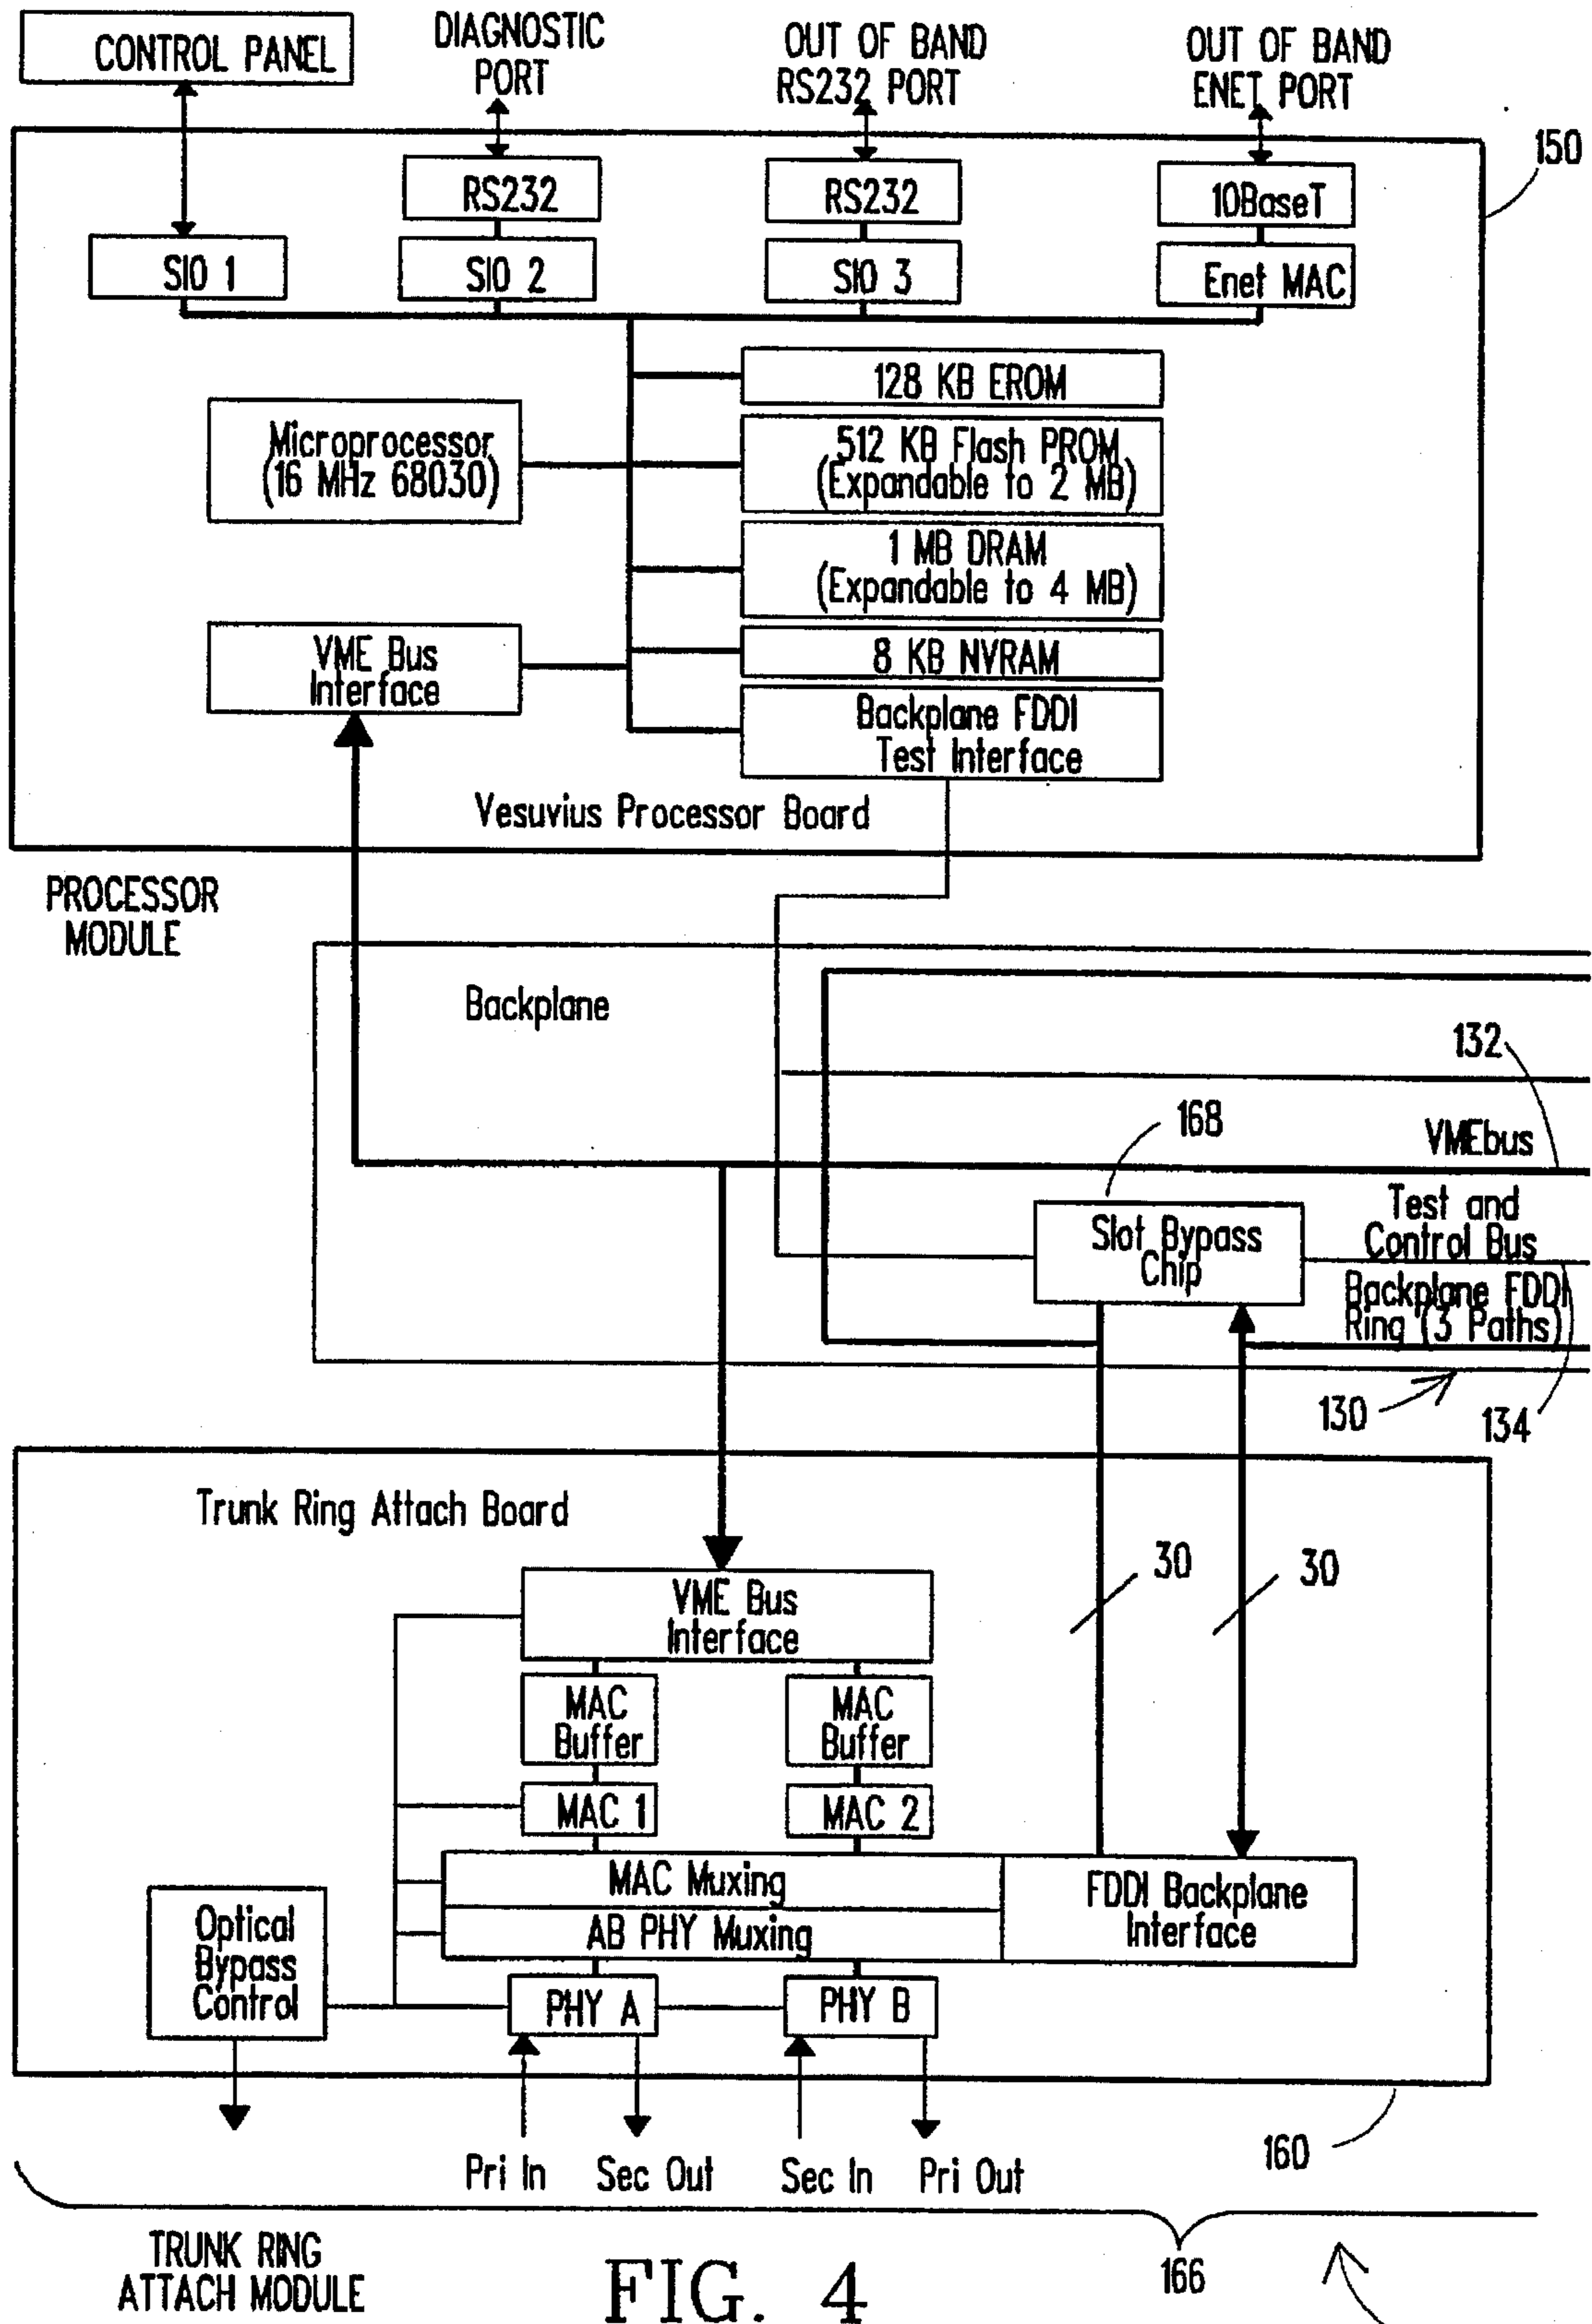 CONTROL PANEL
DIAGNOSTIC
PORT
OUT OF BAND
RS232 PORT
OUT OF BAND
ENET PORT
150
RS232
RS232
10BaseT
SIO 1
SIO 2
SIO 3
Enet MAC
128 KB EROM
Microprocessor
(16 MHz 68030)
512 KB Flash PROM
(Expandable to 2 MB)
1 MB DRAM
(Expandable to 4 MB)
VME Bus
Interface
8 KB NVRAM
Backplane FDDI
Test Interface
Vesuvius Processor Board
PROCESSOR
MODULE
Backplane
132
168
VMEbus
Slot Bypass
Chip
Test and
Control Bus
Backplane FDDI
Ring (3 Paths)
130
134
Trunk Ring Attach Board
30
30
VME Bus
Interface
MAC
Buffer
MAC
Buffer
MAC 1
MAC 2
MAC Muxing
AB PHY Muxing
FDDI Backplane
Interface
Optical
Bypass
Control
PHY A
PHY B
160
Pri In
Sec Out
Sec In
Pri Out
TRUNK RING
ATTACH MODULE
166
FIG. 4